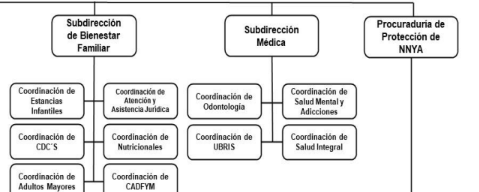 Subdirección
de Bienestar
Familiar
Subdirección
Médica
Procuraduría de
Protección de
NNYA
Coordinación de
Estancias
Infantiles
Coordinación de
Atención y
Asistencia Jurídica
Coordinación de
Odontología
Coordinación de
Salud Mental y
Adicciones
Coordinación de
CDC´S
Coordinación de
Nutricionales
Coordinación de
UBRIS
Coordinación de
Salud Integral
Coordinación de
Adultos Mayores
Coordinación de
CADFYM